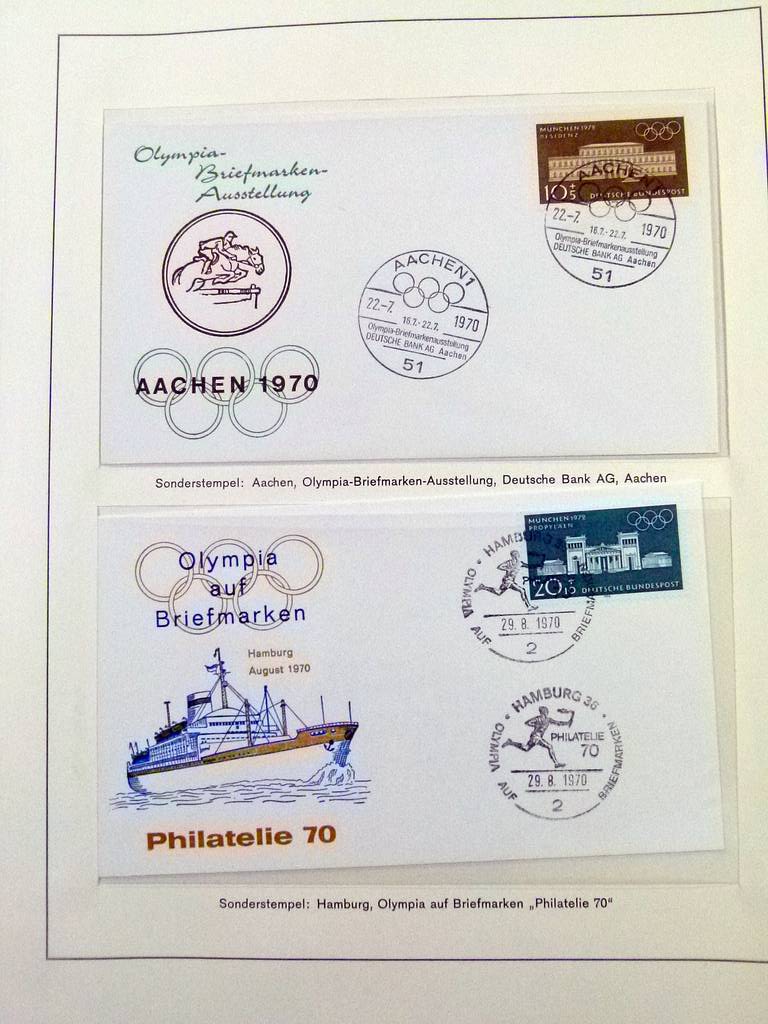 Olympia-
Briefmarken-
Ausstellung
AACHEN 1970
MÜNCHEN 1972
RESIDENZ
10+5 DEUTSCHE BUNDESPOST
AACHEN 1
22.-7. 1970
16.7.-22.7.
Olympia-Briefmarkenausstellung
DEUTSCHE BANK AG Aachen
51
AACHEN 1
22.-7. 1970
16.7.-22.7.
Olympia-Briefmarkenausstellung
DEUTSCHE BANK AG Aachen
51
Sonderstempel: Aachen, Olympia-Briefmarken-Ausstellung, Deutsche Bank AG, Aachen
Olympia
auf
Briefmarken
Hamburg
August 1970
Philatelie 70
MÜNCHEN 1972
PROPYLÄEN
20+10 DEUTSCHE BUNDESPOST
HAMBURG 36
OLYMPIA AUF
29.8.1970
2
HAMBURG 36
PHILATELIE
70
OLYMPIA AUF BRIEFMARKEN
29.8.1970
2
Sonderstempel: Hamburg, Olympia auf Briefmarken „Philatelie 70“